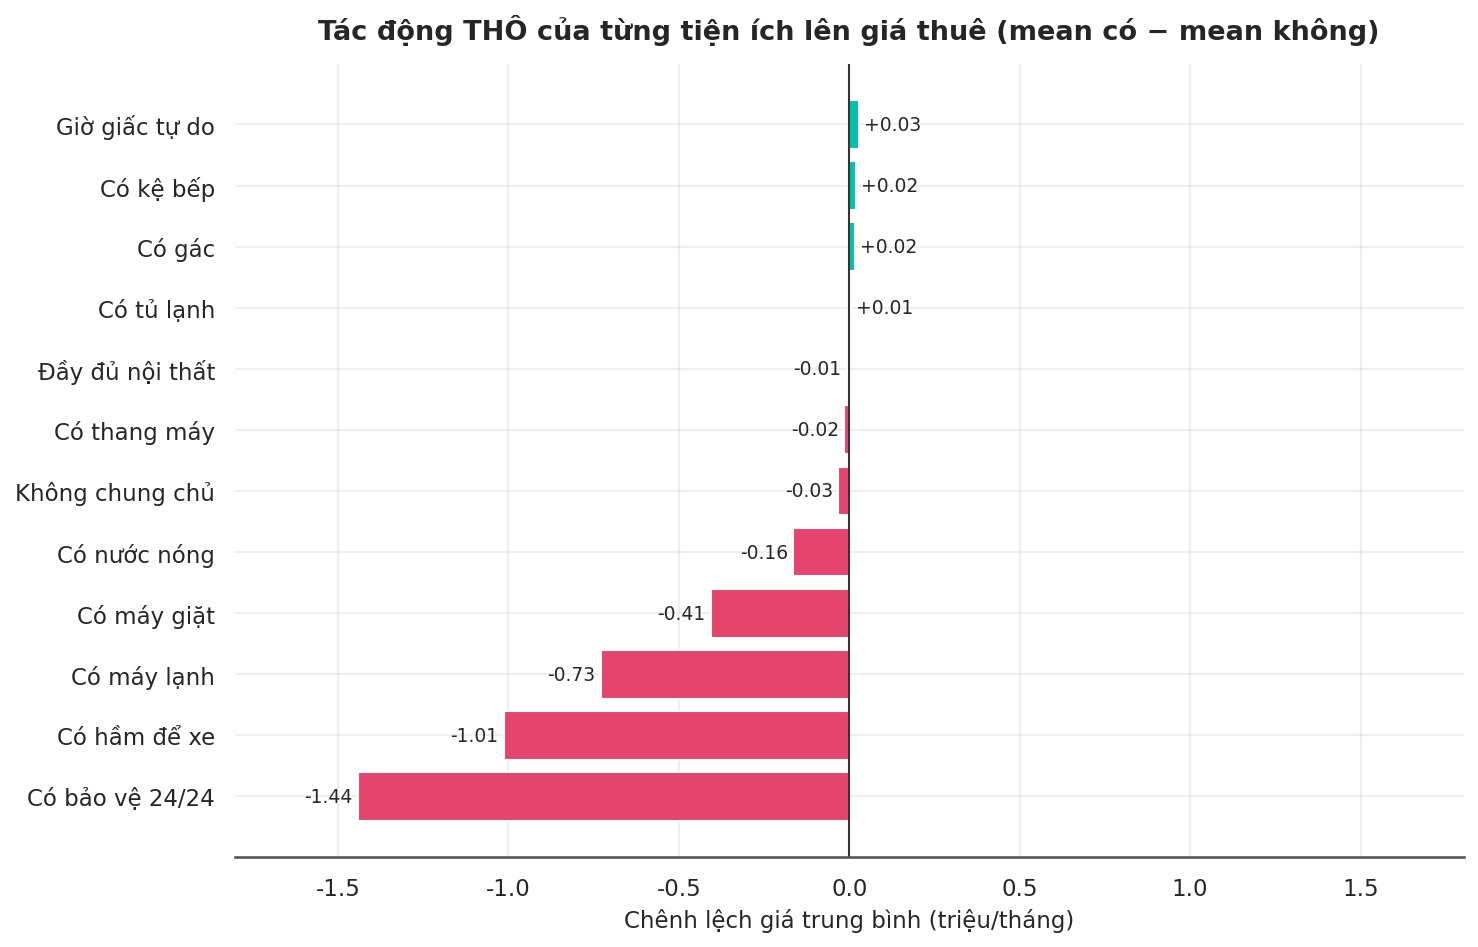 Tác động THÔ của từng tiện ích lên giá thuê (mean có − mean không)
Giờ giấc tự do +0.03
Có kệ bếp +0.02
Có gác +0.02
Có tủ lạnh +0.01
Đầy đủ nội thất -0.01
Có thang máy -0.02
Không chung chủ -0.03
Có nước nóng -0.16
Có máy giặt -0.41
Có máy lạnh -0.73
Có hầm để xe -1.01
Có bảo vệ 24/24 -1.44
-1.5 -1.0 -0.5 0.0 0.5 1.0 1.5
Chênh lệch giá trung bình (triệu/tháng)